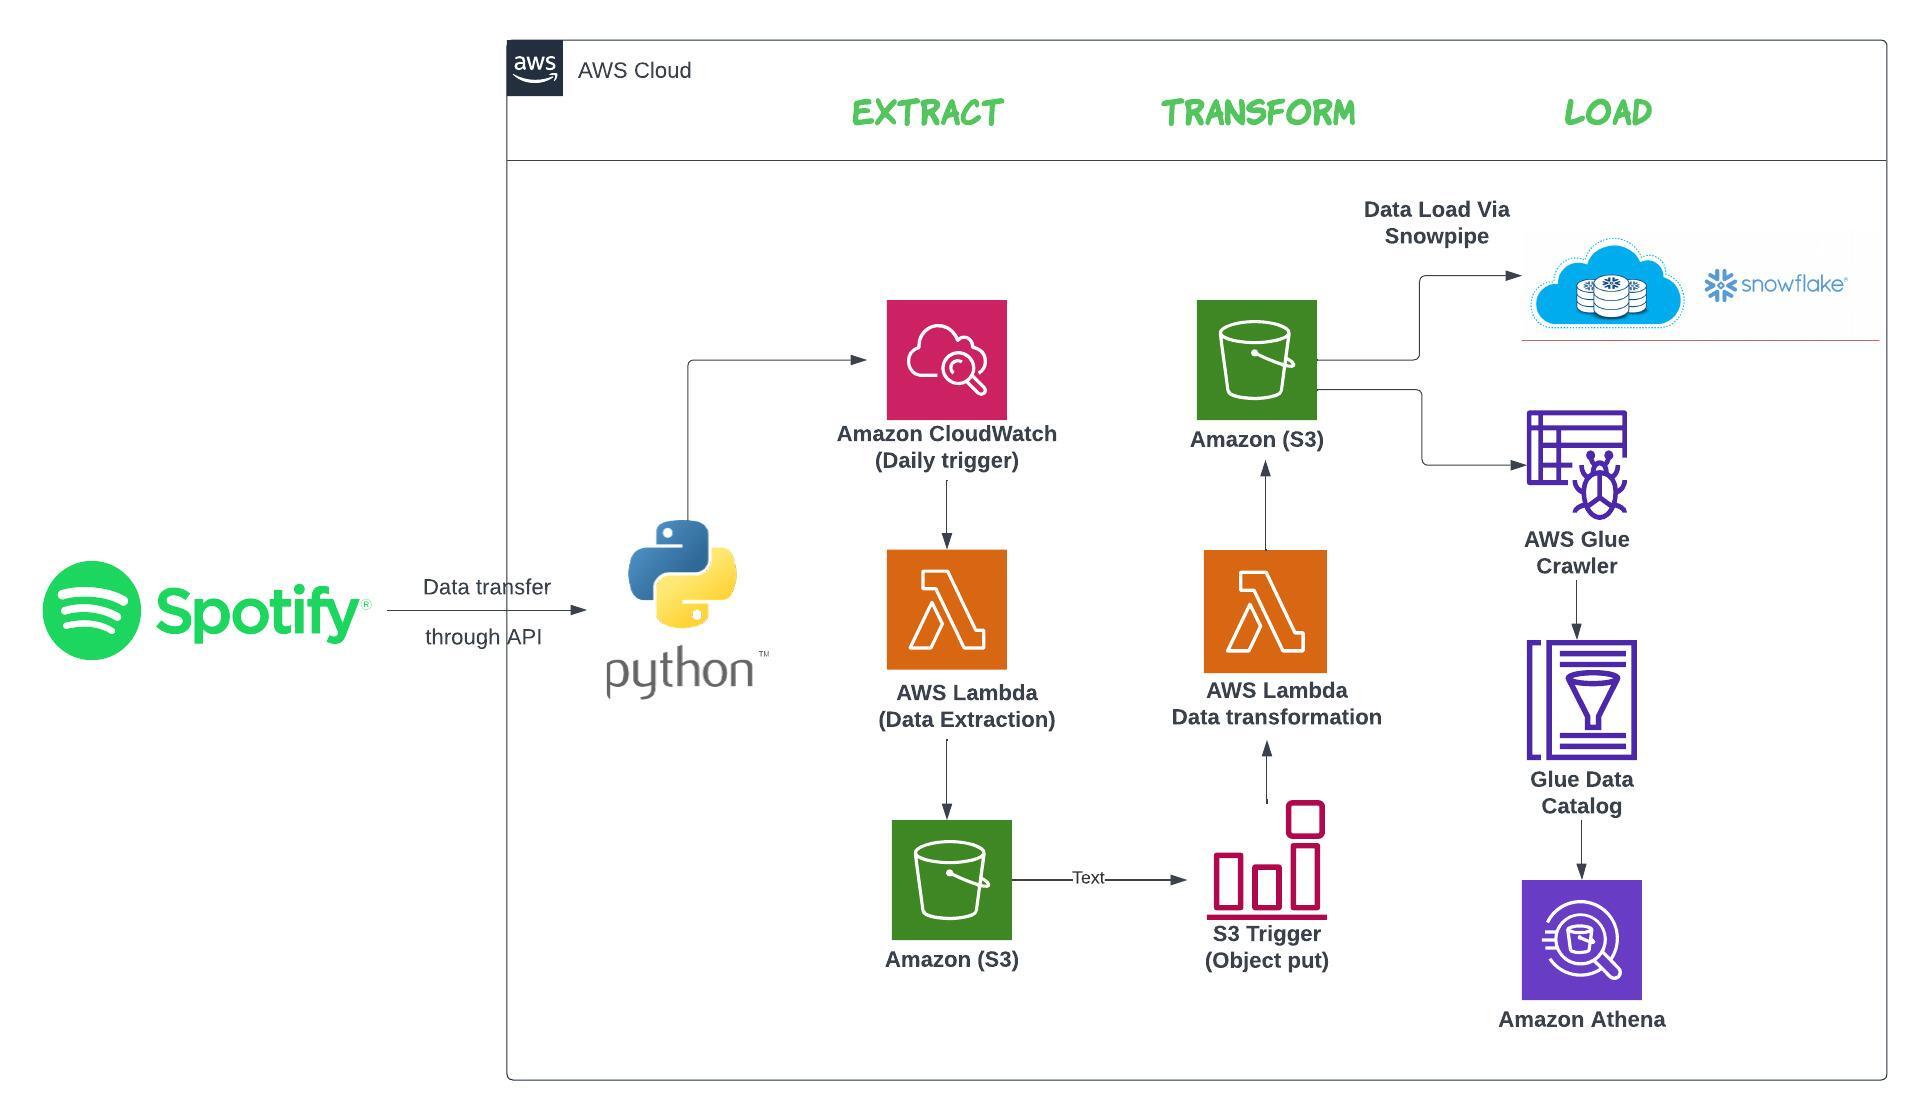 aws
AWS Cloud
EXTRACT
TRANSFORM
LOAD
Data Load Via
Snowpipe
snowflake®
Amazon CloudWatch
(Daily trigger)
Amazon (S3)
AWS Glue
Crawler
Spotify®
Data transfer
through API
python™
AWS Lambda
(Data Extraction)
AWS Lambda
Data transformation
Glue Data
Catalog
Text
Amazon (S3)
S3 Trigger
(Object put)
Amazon Athena